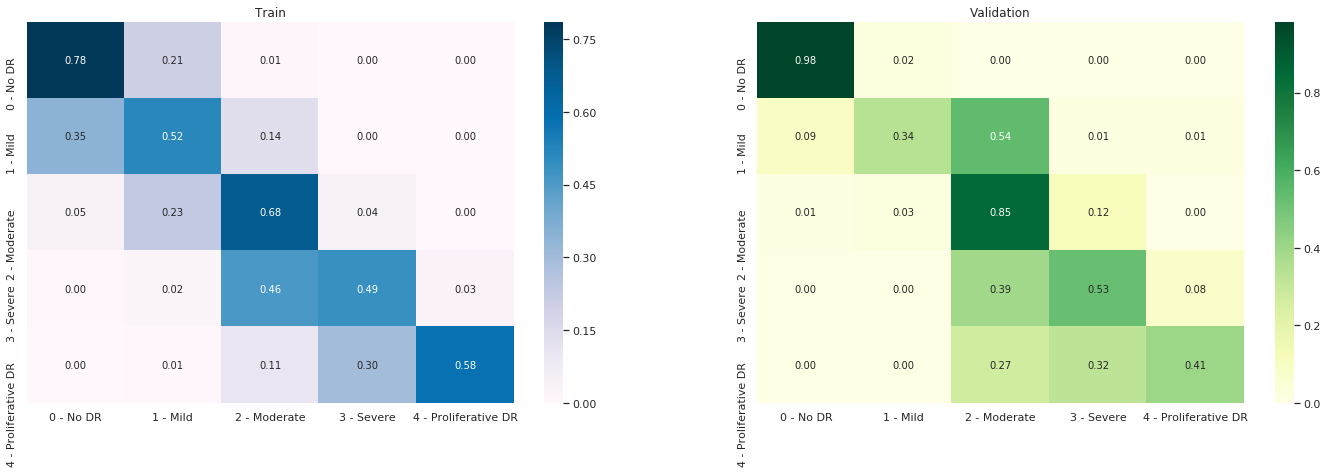 Train
0 - No DR
1 - Mild
2 - Moderate
3 - Severe
4 - Proliferative DR
0.78 0.21 0.01 0.00 0.00
0.35 0.52 0.14 0.00 0.00
0.05 0.23 0.68 0.04 0.00
0.00 0.02 0.46 0.49 0.03
0.00 0.01 0.11 0.30 0.58
0 - No DR 1 - Mild 2 - Moderate 3 - Severe 4 - Proliferative DR
0.75
0.60
0.45
0.30
0.15
0.00
Validation
0 - No DR
1 - Mild
2 - Moderate
3 - Severe
4 - Proliferative DR
0.98 0.02 0.00 0.00 0.00
0.09 0.34 0.54 0.01 0.01
0.01 0.03 0.85 0.12 0.00
0.00 0.00 0.39 0.53 0.08
0.00 0.00 0.27 0.32 0.41
0 - No DR 1 - Mild 2 - Moderate 3 - Severe 4 - Proliferative DR
0.8
0.6
0.4
0.2
0.0